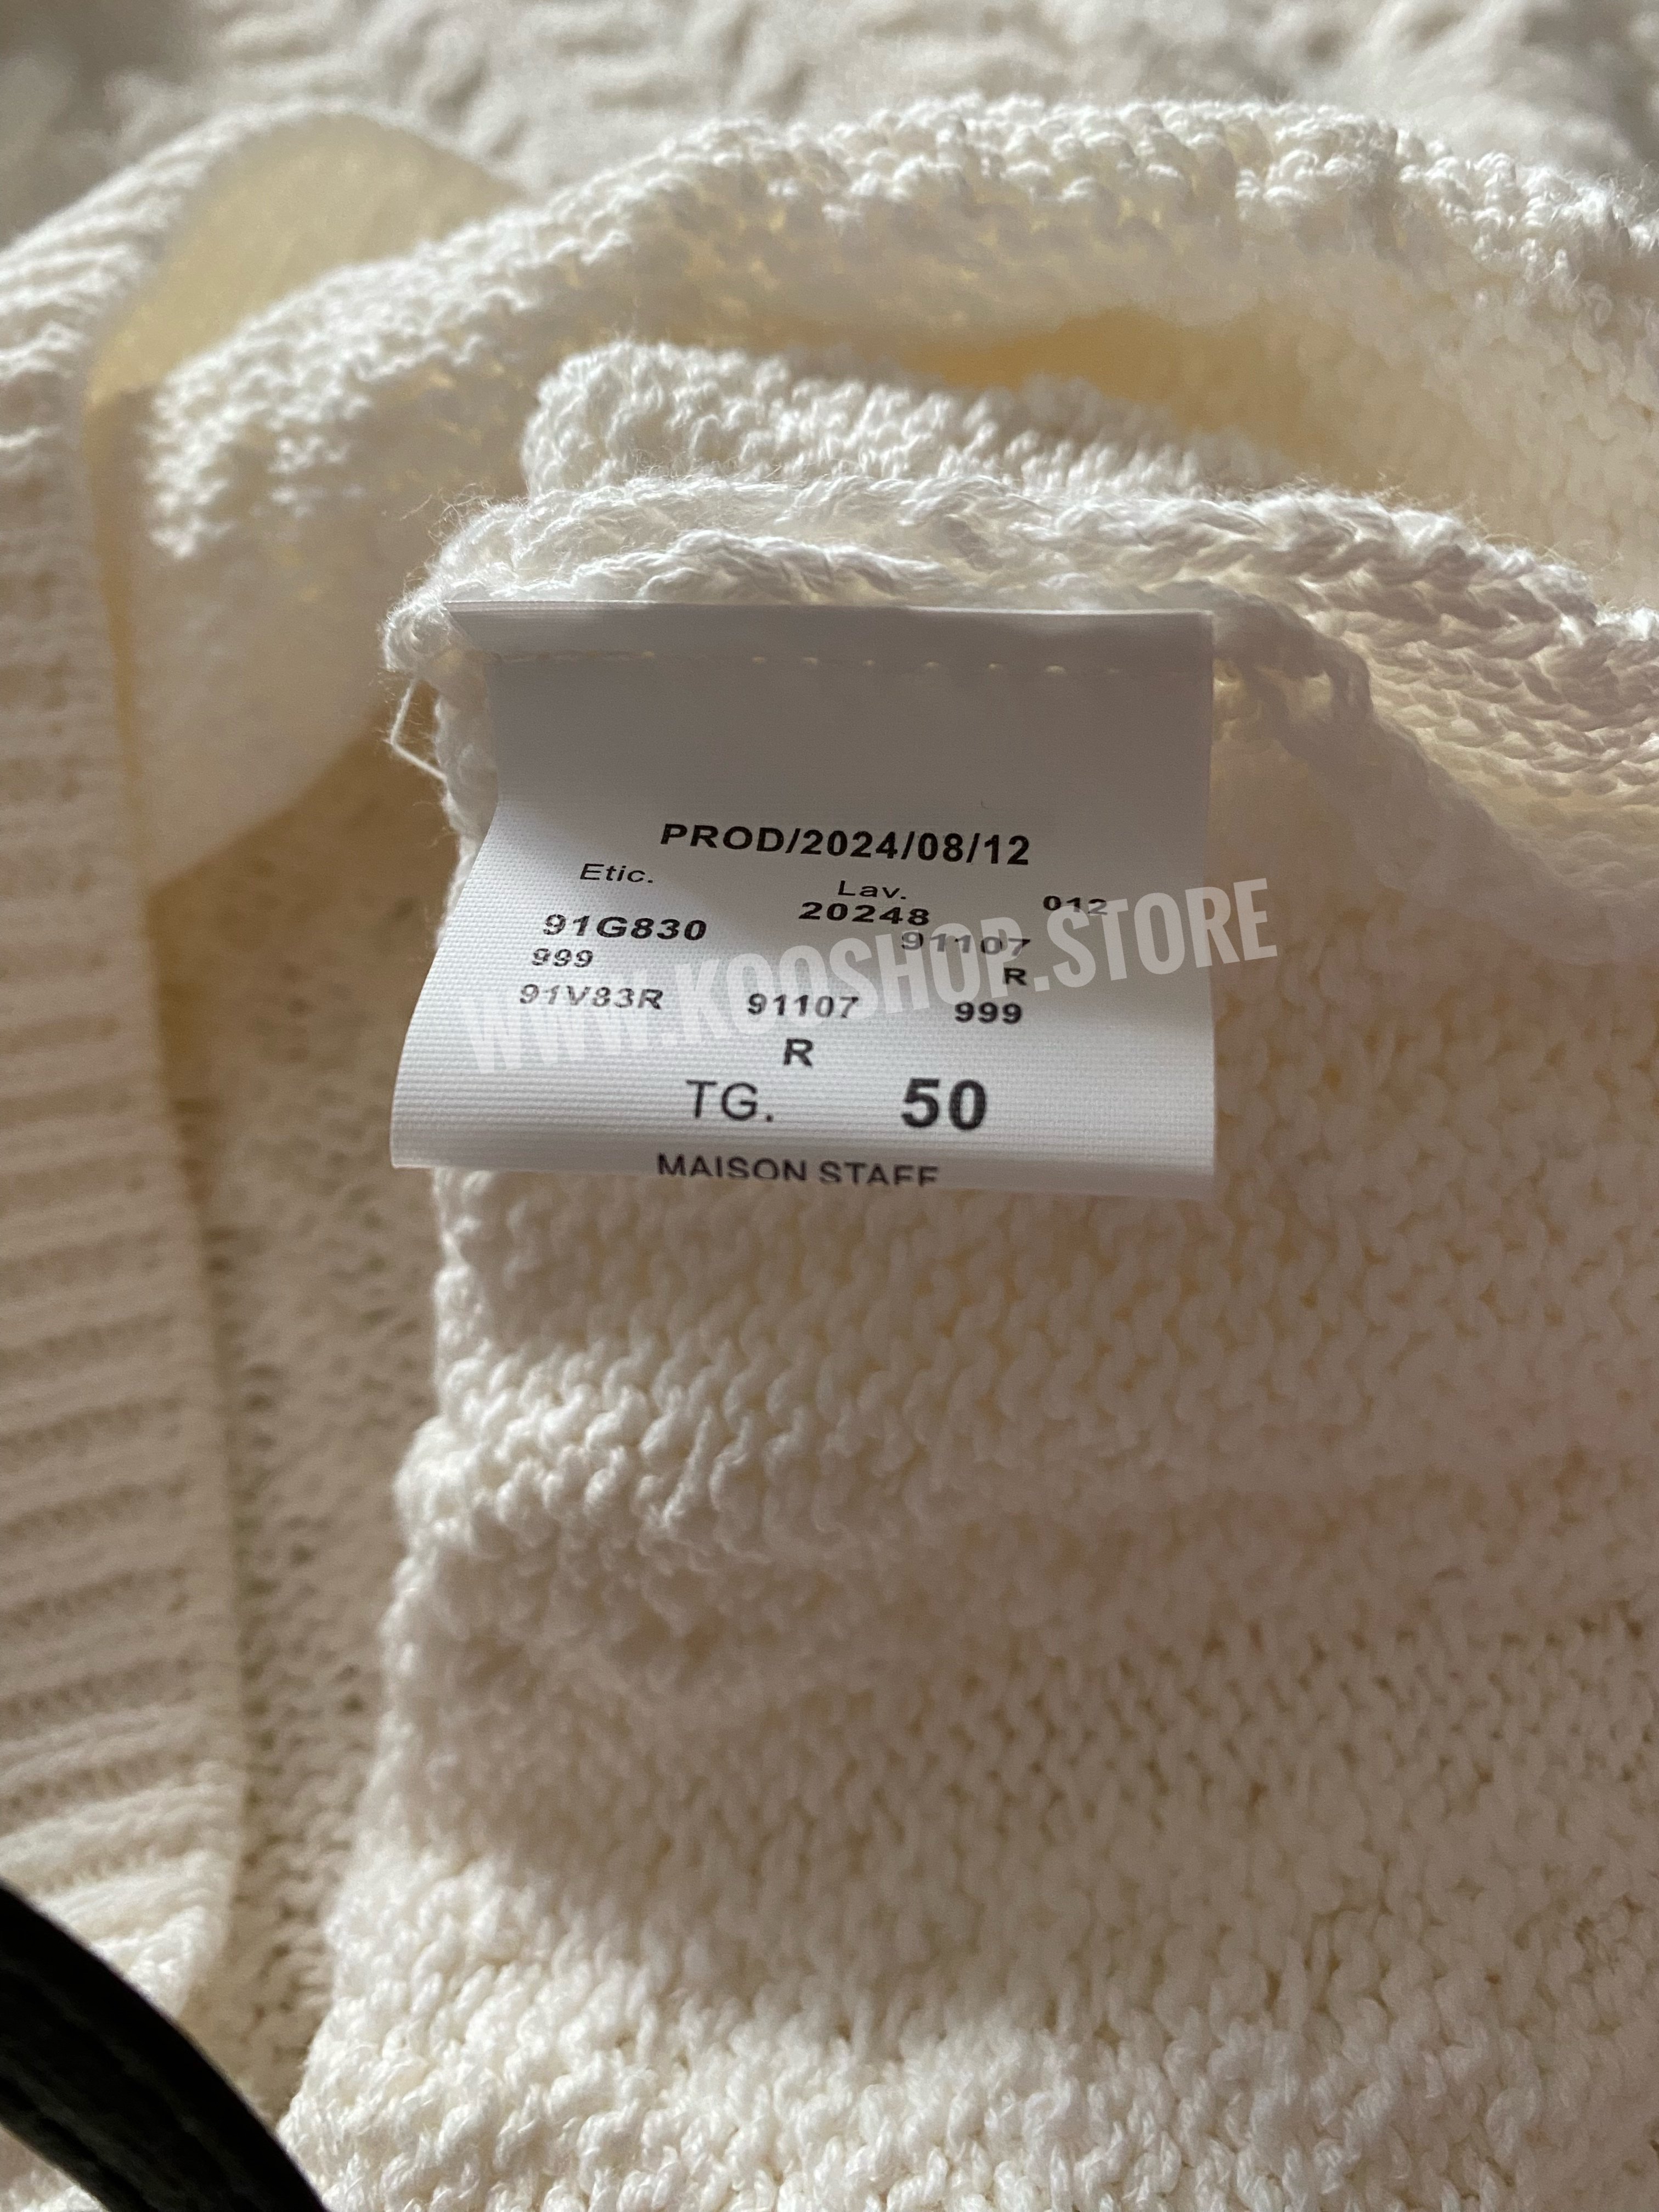 PROD/2024/08/12
Etic. Lav. 012
91G830 20248
999 91107
R
91V83R 91107 999
R
TG. 50
MAISON STAFF
WWW.KOOSHOP.STORE